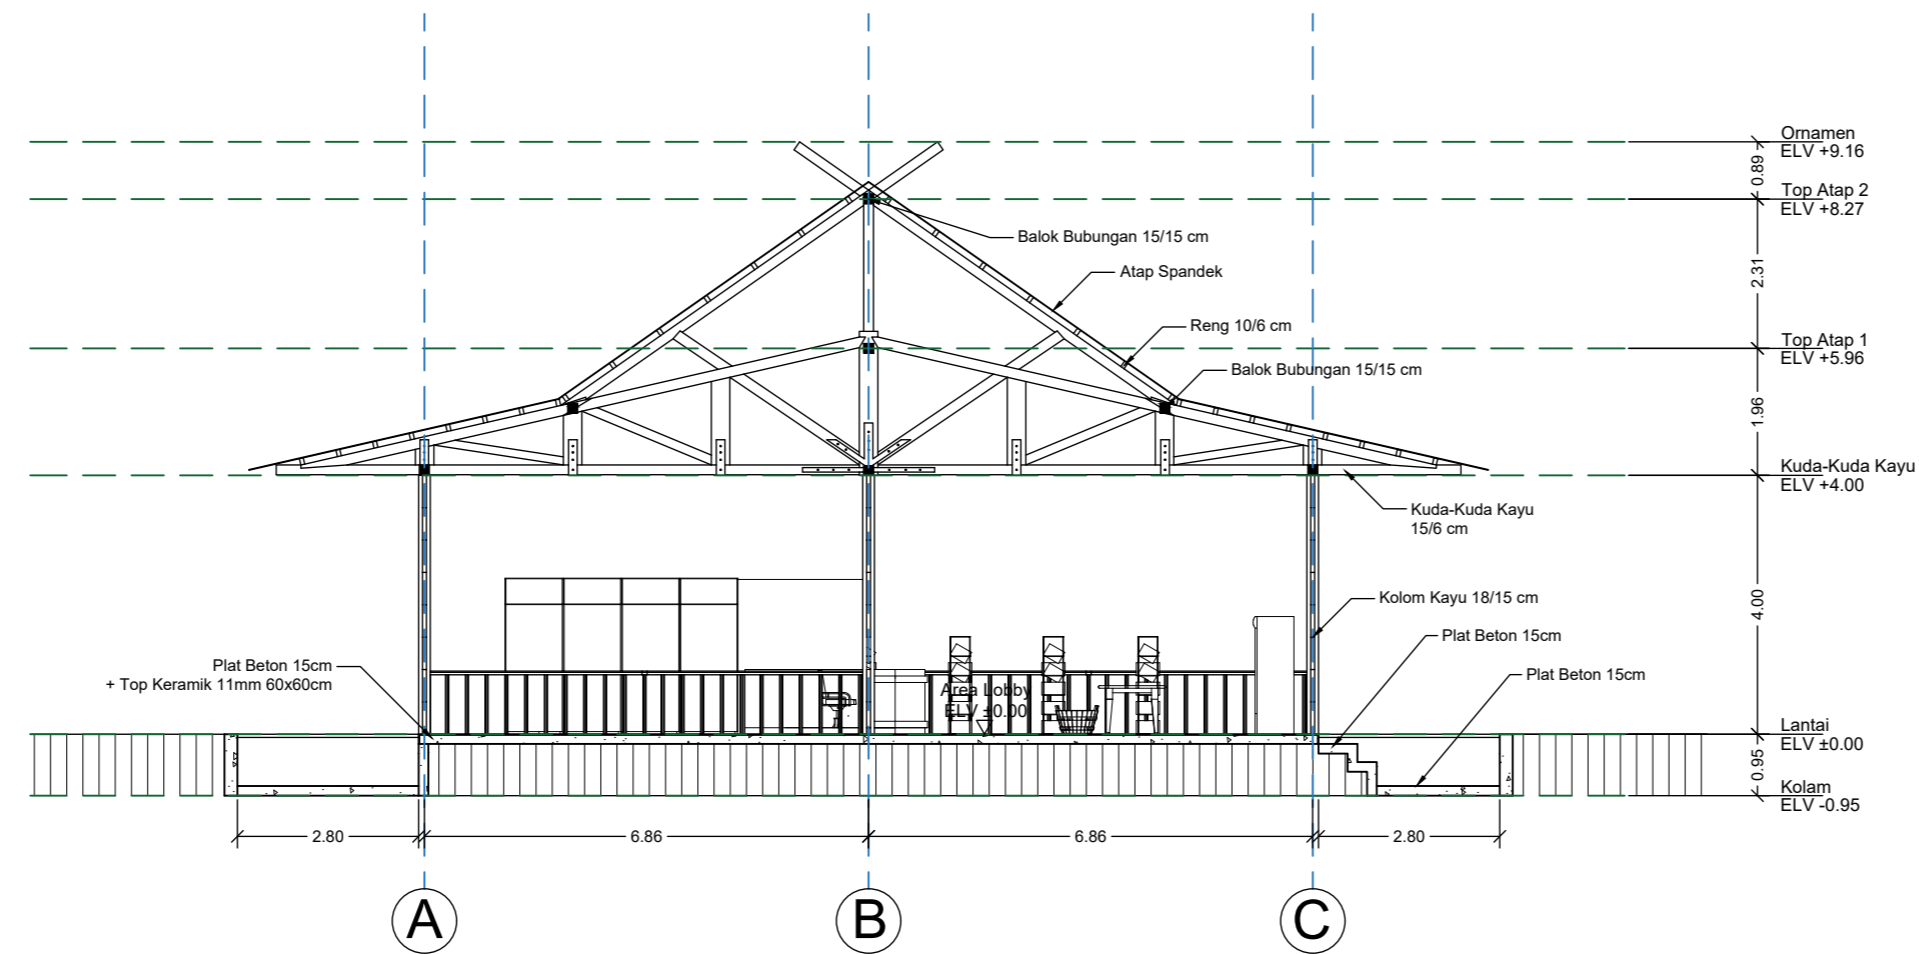 Ornamen
ELV +9.16
0.89
Top Atap 2
ELV +8.27
Balok Bubungan 15/15 cm
Atap Spandek
2.31
Reng 10/6 cm
Top Atap 1
ELV +5.96
Balok Bubungan 15/15 cm
1.96
Kuda-Kuda Kayu
ELV +4.00
Kuda-Kuda Kayu
15/6 cm
Kolom Kayu 18/15 cm
4.00
Plat Beton 15cm
Plat Beton 15cm
+ Top Keramik 11mm 60x60cm
Plat Beton 15cm
Area Lobby
ELV ±0.00
Lantai
ELV ±0.00
0.95
Kolam
ELV -0.95
2.80
6.86
6.86
2.80
A
B
C